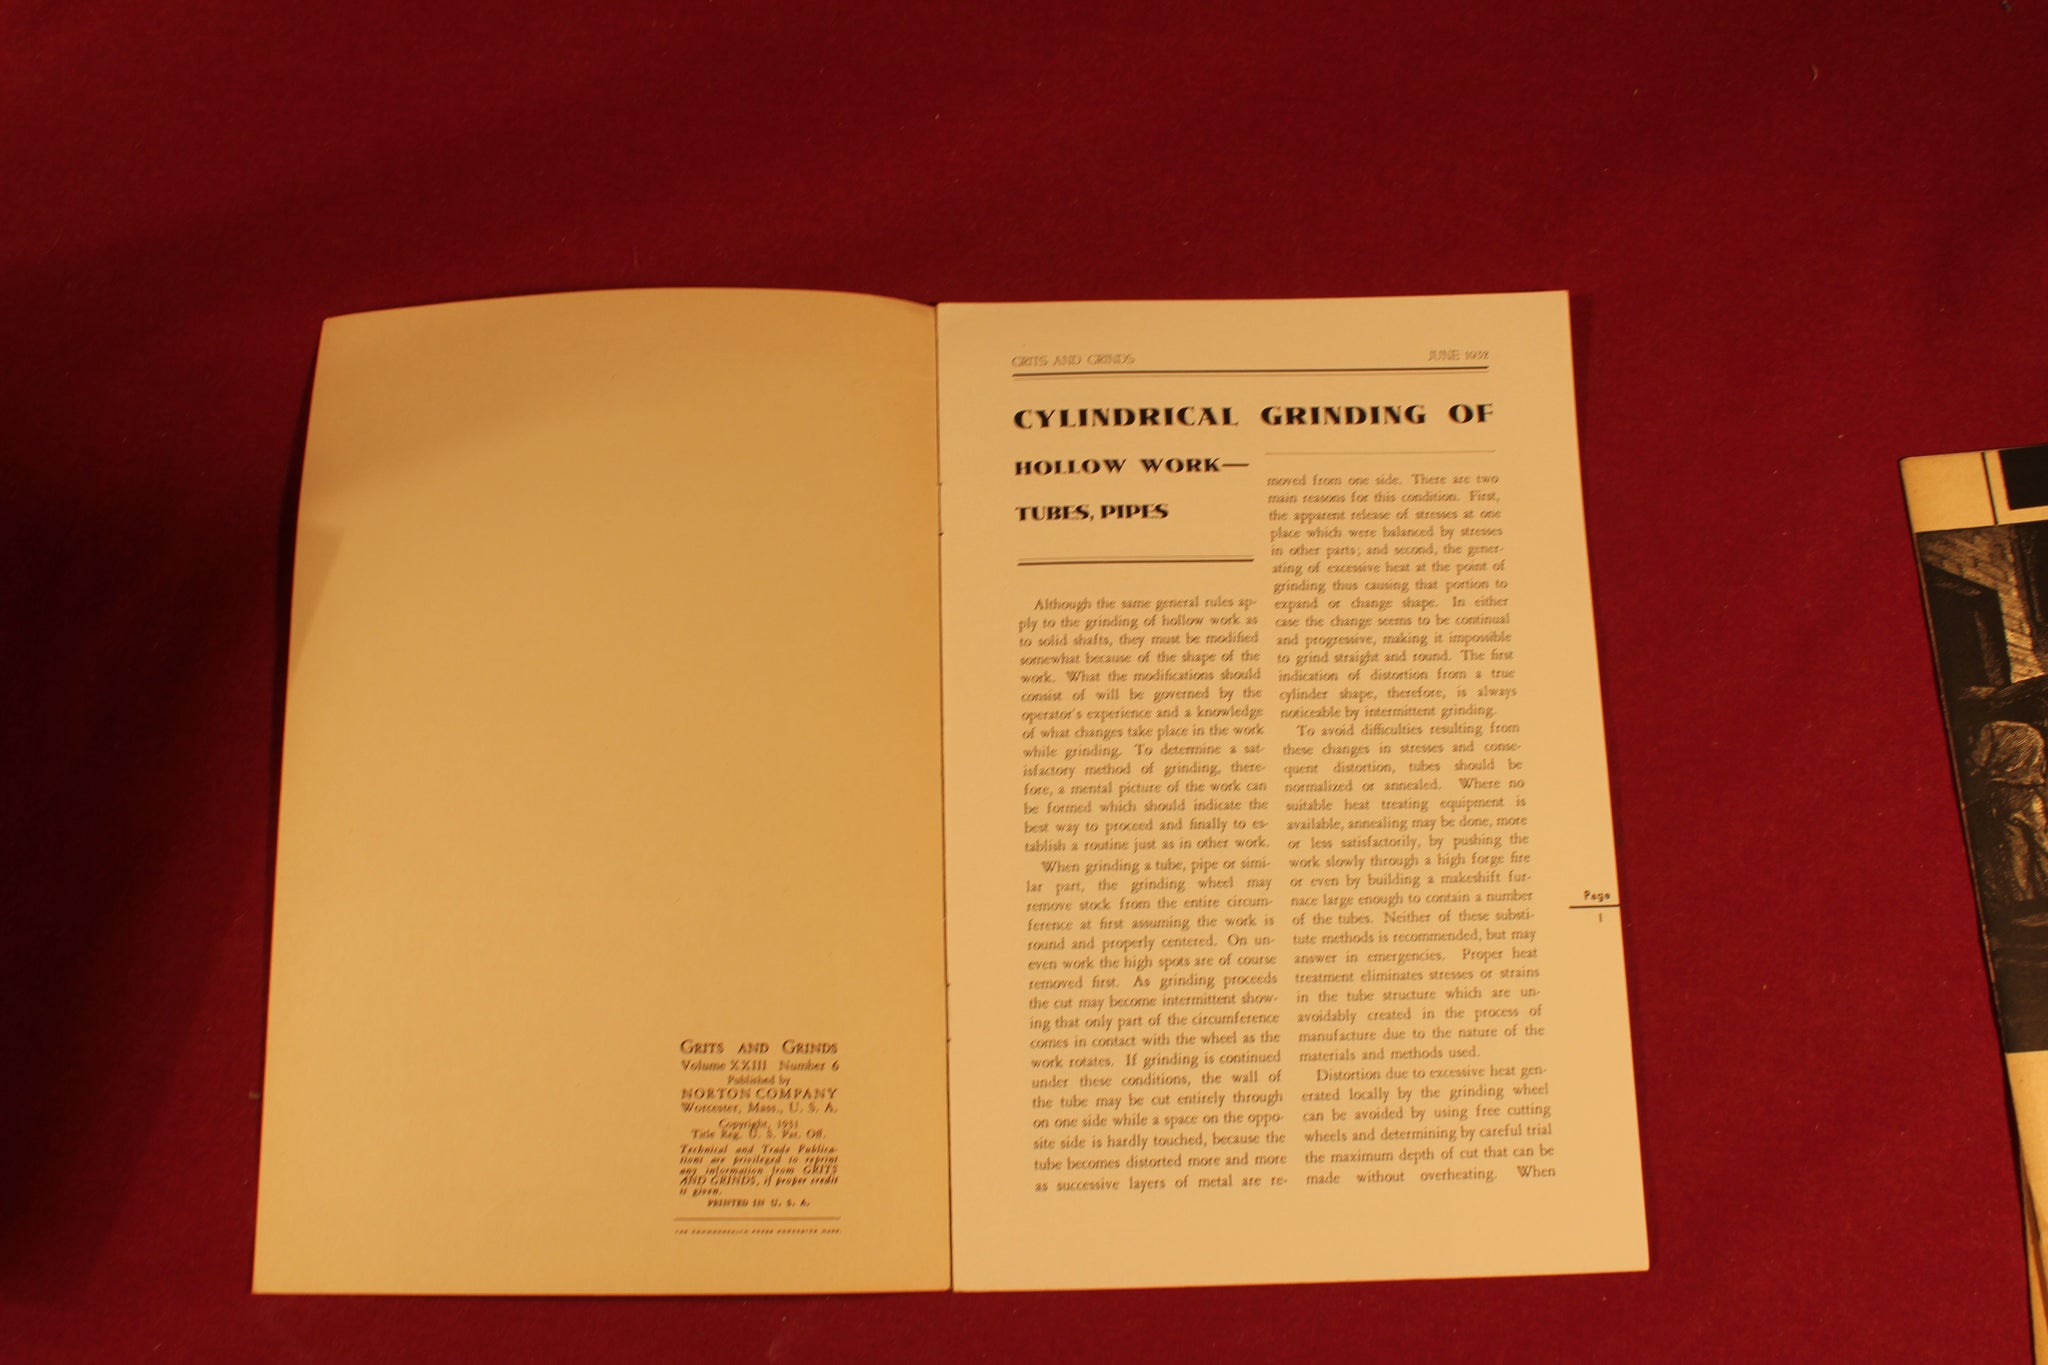 GRITS AND GRINDS
Volume XXIII Number 6
Published by
NORTON COMPANY
Worcester, Mass., U. S. A.
Copyright, 1931
Title Reg. U. S. Pat. Off.
Technical and Trade Publica-
tions are privileged to reprint
any information from GRITS
AND GRINDS, if proper credit
is given.
PRINTED IN U. S. A.
GRITS AND GRINDS JUNE 1932
CYLINDRICAL GRINDING OF
HOLLOW WORK—
TUBES, PIPES
Although the same general rules ap-
ply to the grinding of hollow work as
to solid shafts, they must be modified
somewhat because of the shape of the
work. What the modifications should
consist of will be governed by the
operator's experience and a knowledge
of what changes take place in the work
while grinding. To determine a sat-
isfactory method of grinding, there-
fore, a mental picture of the work can
be formed which should indicate the
best way to proceed and finally to es-
tablish a routine just as in other work.
When grinding a tube, pipe or simi-
lar part, the grinding wheel may
remove stock from the entire circum-
ference at first assuming the work is
round and properly centered. On un-
even work the high spots are of course
removed first. As grinding proceeds
the cut may become intermittent show-
ing that only part of the circumference
comes in contact with the wheel as the
work rotates. If grinding is continued
under these conditions, the wall of
the tube may be cut entirely through
on one side while a space on the oppo-
site side is hardly touched, because the
tube becomes distorted more and more
as successive layers of metal are re-
moved from one side. There are two
main reasons for this condition. First,
the apparent release of stresses at one
place which were balanced by stresses
in other parts; and second, the gener-
ating of excessive heat at the point of
grinding thus causing that portion to
expand or change shape. In either
case the change seems to be continual
and progressive, making it impossible
to grind straight and round. The first
indication of distortion from a true
cylinder shape, therefore, is always
noticeable by intermittent grinding.
To avoid difficulties resulting from
these changes in stresses and conse-
quent distortion, tubes should be
normalized or annealed. Where no
suitable heat treating equipment is
available, annealing may be done, more
or less satisfactorily, by pushing the
work slowly through a high forge fire
or even by building a makeshift fur-
nace large enough to contain a number
of the tubes. Neither of these substi-
tute methods is recommended, but may
answer in emergencies. Proper heat
treatment eliminates stresses or strains
in the tube structure which are un-
avoidably created in the process of
manufacture due to the nature of the
materials and methods used.
Distortion due to excessive heat gen-
erated locally by the grinding wheel
can be avoided by using free cutting
wheels and determining by careful trial
the maximum depth of cut that can be
made without overheating. When
Page
1